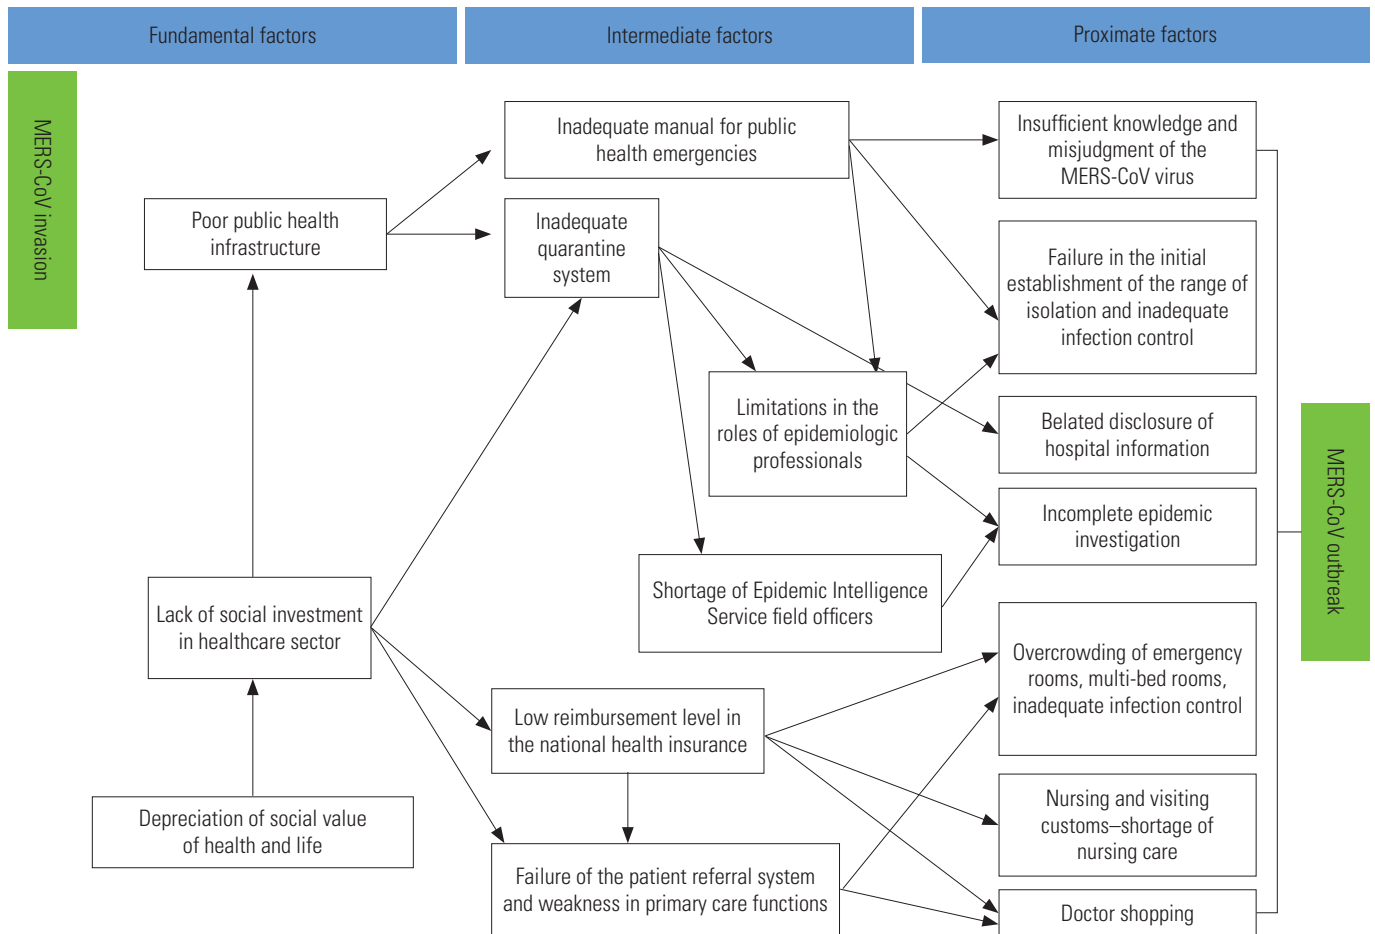 Fundamental factors
Intermediate factors
Proximate factors
MERS-CoV invasion
Poor public health
infrastructure
Lack of social investment
in healthcare sector
Depreciation of social value
of health and life
Inadequate manual for public
health emergencies
Inadequate
quarantine
system
Limitations in the
roles of epidemiologic
professionals
Shortage of Epidemic Intelligence
Service field officers
Low reimbursement level in
the national health insurance
Failure of the patient referral system
and weakness in primary care functions
Insufficient knowledge and
misjudgment of the
MERS-CoV virus
Failure in the initial
establishment of the range of
isolation and inadequate
infection control
Belated disclosure of
hospital information
Incomplete epidemic
investigation
Overcrowding of emergency
rooms, multi-bed rooms,
inadequate infection control
Nursing and visiting
customs–shortage of
nursing care
Doctor shopping
MERS-CoV outbreak